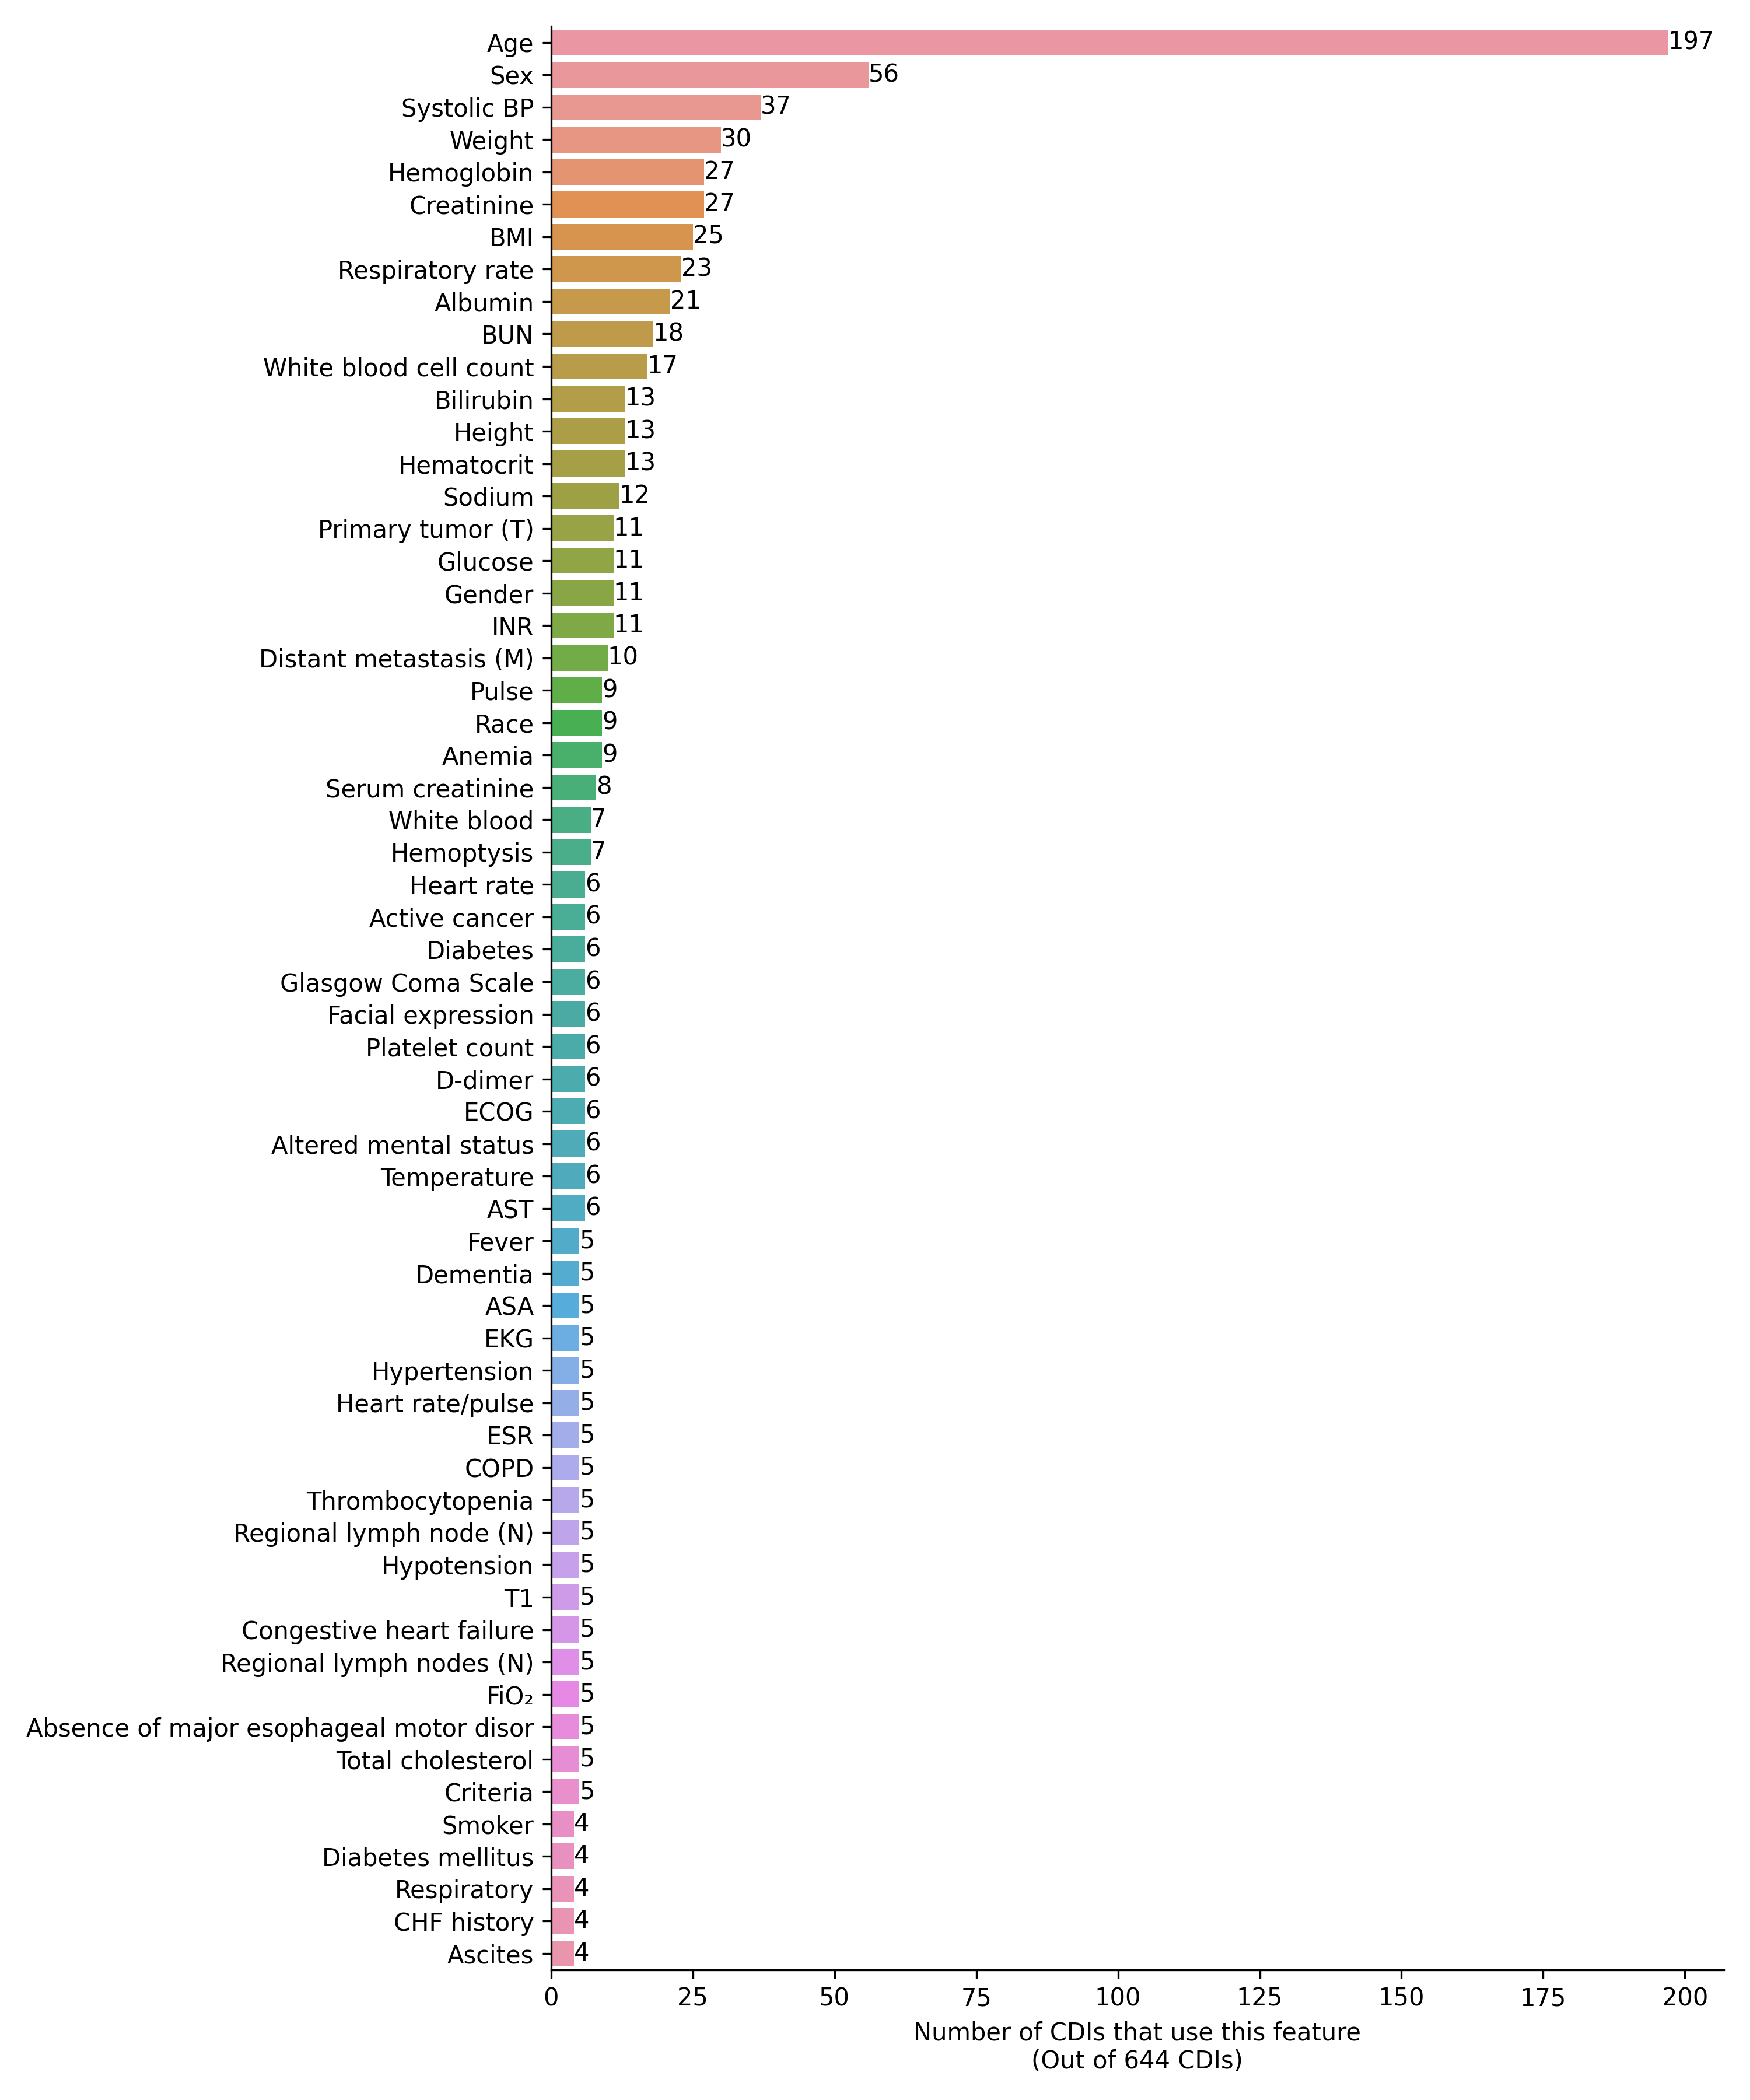 Age 197
Sex 56
Systolic BP 37
Weight 30
Hemoglobin 27
Creatinine 27
BMI 25
Respiratory rate 23
Albumin 21
BUN 18
White blood cell count 17
Bilirubin 13
Height 13
Hematocrit 13
Sodium 12
Primary tumor (T) 11
Glucose 11
Gender 11
INR 11
Distant metastasis (M) 10
Pulse 9
Race 9
Anemia 9
Serum creatinine 8
White blood 7
Hemoptysis 7
Heart rate 6
Active cancer 6
Diabetes 6
Glasgow Coma Scale 6
Facial expression 6
Platelet count 6
D-dimer 6
ECOG 6
Altered mental status 6
Temperature 6
AST 6
Fever 5
Dementia 5
ASA 5
EKG 5
Hypertension 5
Heart rate/pulse 5
ESR 5
COPD 5
Thrombocytopenia 5
Regional lymph node (N) 5
Hypotension 5
T1 5
Congestive heart failure 5
Regional lymph nodes (N) 5
FiO₂ 5
Absence of major esophageal motor disor 5
Total cholesterol 5
Criteria 5
Smoker 4
Diabetes mellitus 4
Respiratory 4
CHF history 4
Ascites 4
0 25 50 75 100 125 150 175 200
Number of CDIs that use this feature
(Out of 644 CDIs)